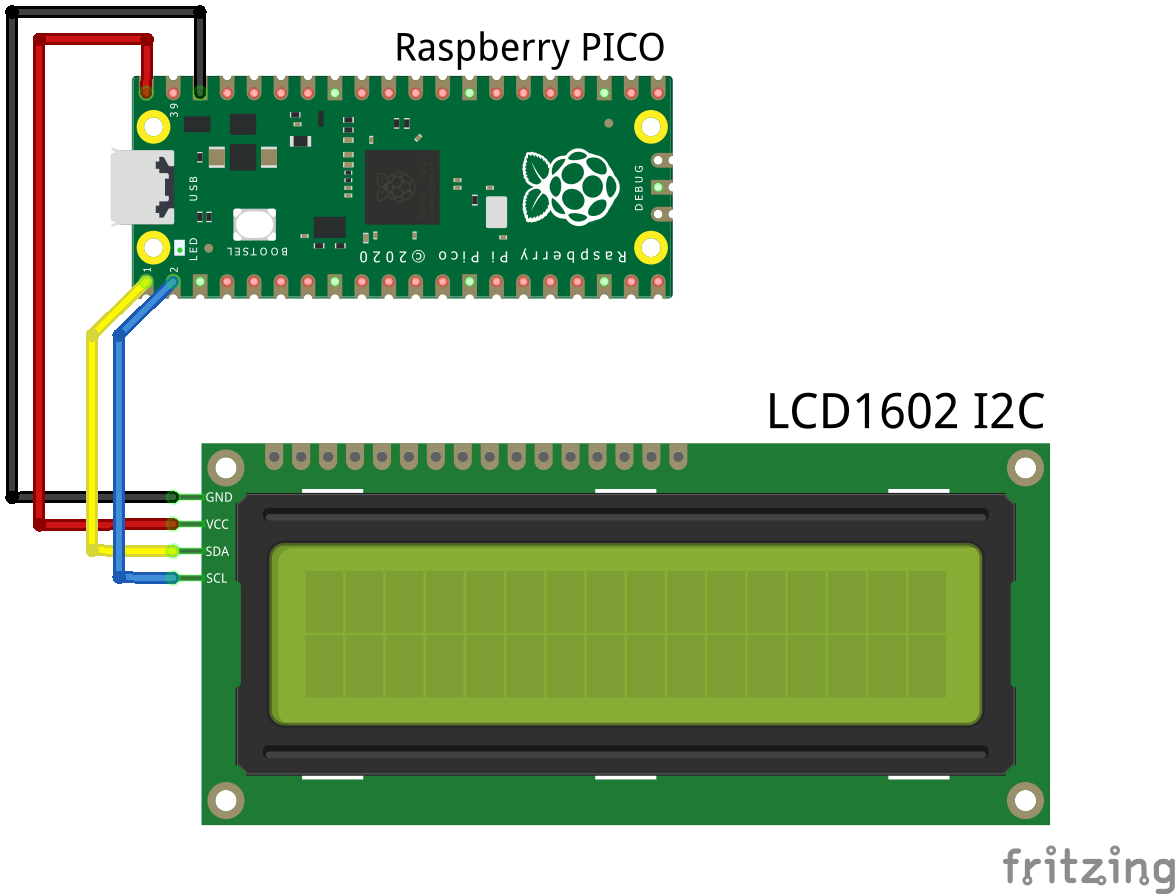 Raspberry PICO
39
USB
DEBUG
LED
BOOTSEL
Raspberry Pi Pico ©2020
1
2
LCD1602 I2C
GND
VCC
SDA
SCL
fritzing